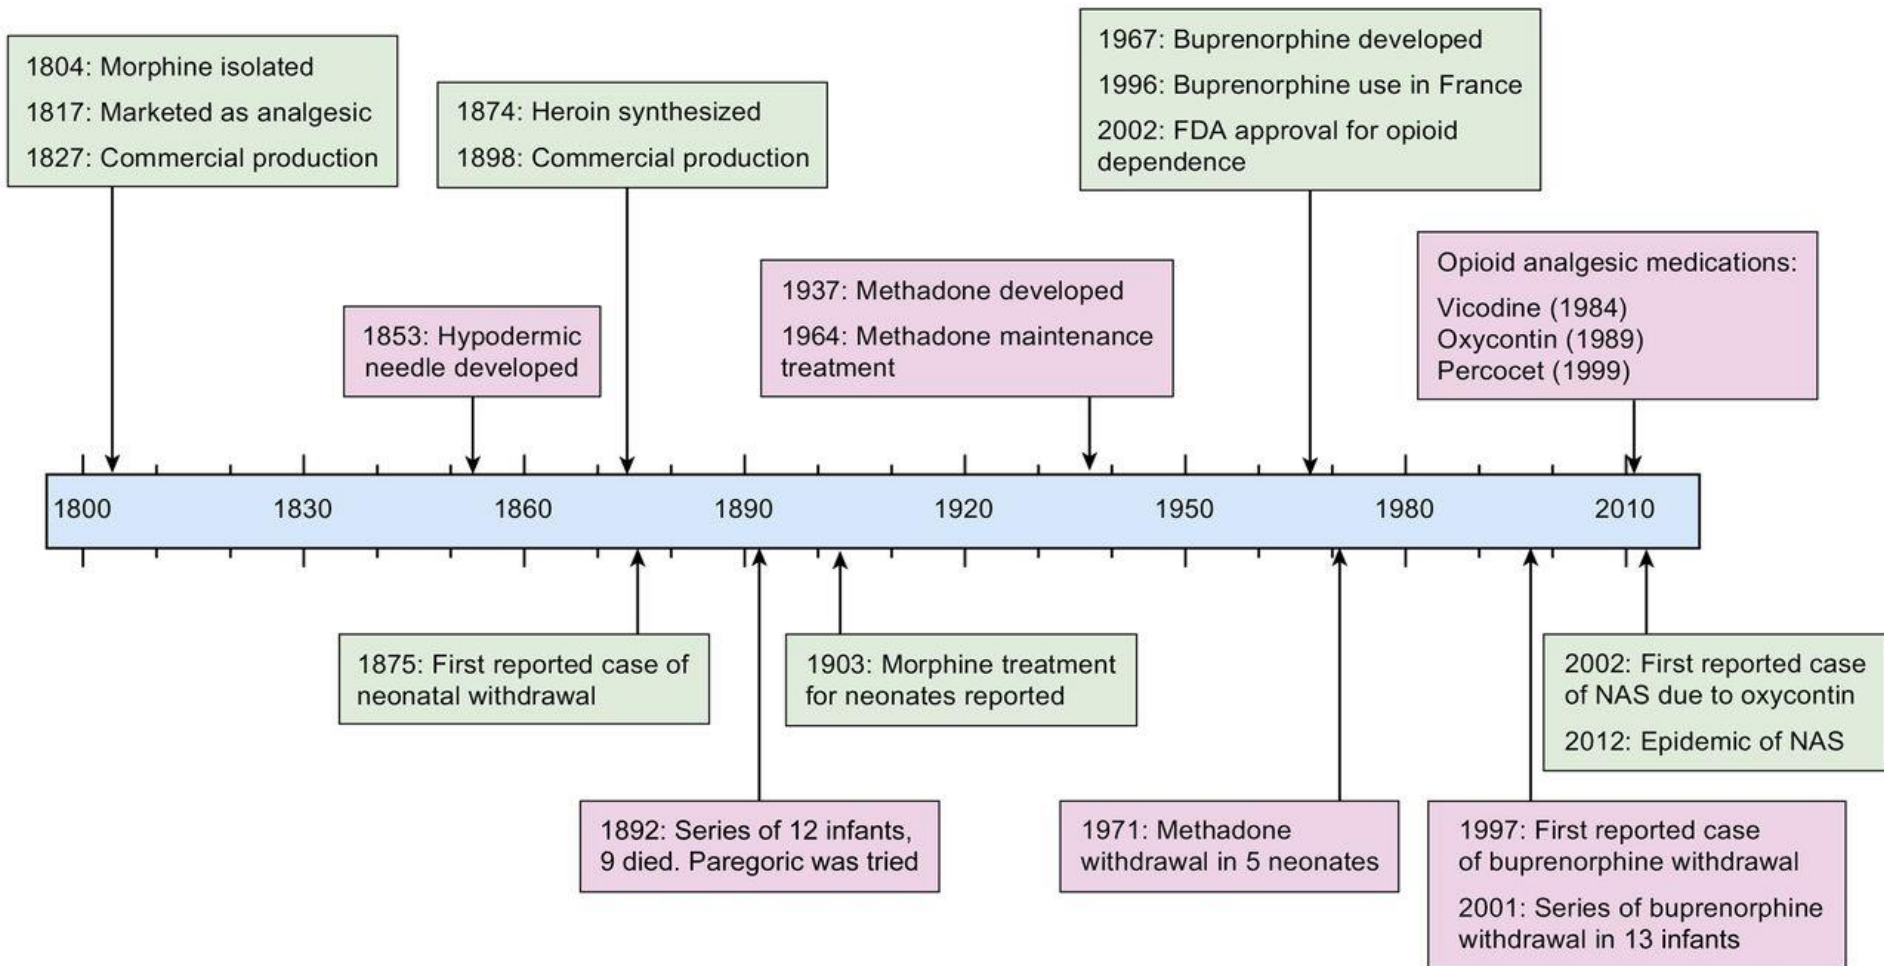 1804: Morphine isolated
1817: Marketed as analgesic
1827: Commercial production
1874: Heroin synthesized
1898: Commercial production
1967: Buprenorphine developed
1996: Buprenorphine use in France
2002: FDA approval for opioid
dependence
1853: Hypodermic
needle developed
1937: Methadone developed
1964: Methadone maintenance
treatment
Opioid analgesic medications:
Vicodine (1984)
Oxycontin (1989)
Percocet (1999)
1800 1830 1860 1890 1920 1950 1980 2010
1875: First reported case of
neonatal withdrawal
1903: Morphine treatment
for neonates reported
2002: First reported case
of NAS due to oxycontin
2012: Epidemic of NAS
1892: Series of 12 infants,
9 died. Paregoric was tried
1971: Methadone
withdrawal in 5 neonates
1997: First reported case
of buprenorphine withdrawal
2001: Series of buprenorphine
withdrawal in 13 infants